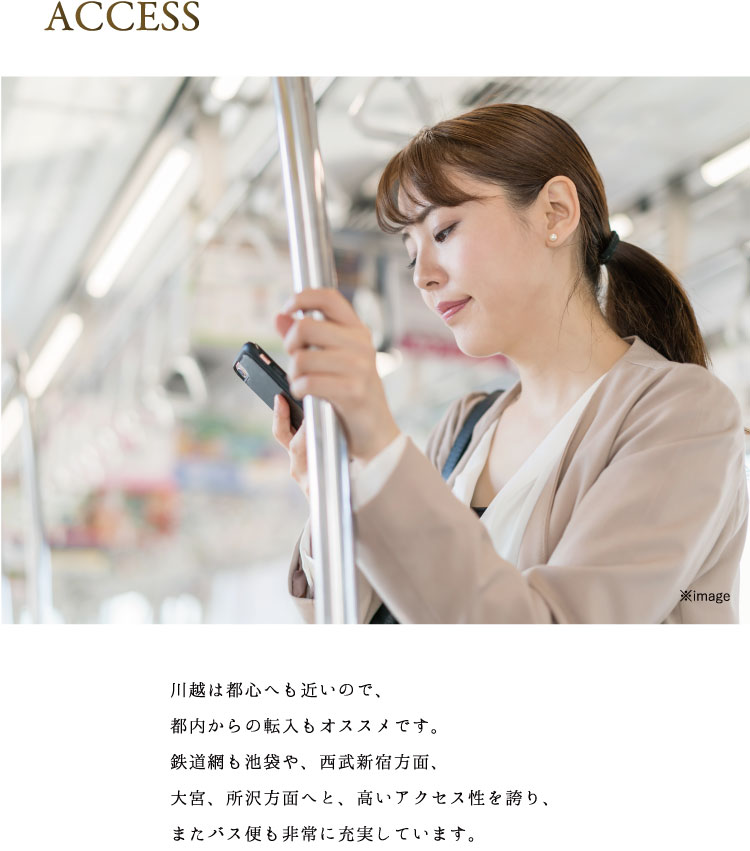 ACCESS
※image
川越は都心へも近いので、
都内からの転入もオススメです。
鉄道網も池袋や、西武新宿方面、
大宮、所沢方面へと、高いアクセス性を誇り、
またバス便も非常に充実しています。